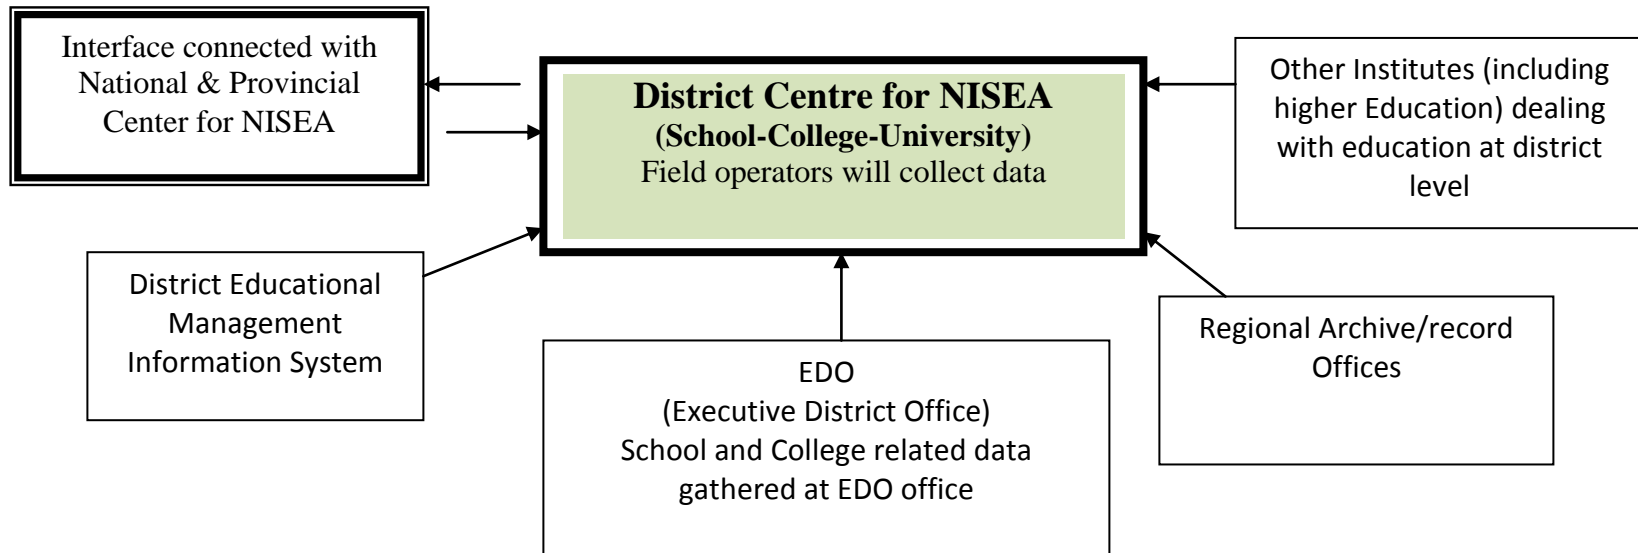 Interface connected with
National & Provincial
Center for NISEA
District Centre for NISEA
(School-College-University)
Field operators will collect data
Other Institutes (including
higher Education) dealing
with education at district
level
District Educational
Management
Information System
EDO
(Executive District Office)
School and College related data
gathered at EDO office
Regional Archive/record
Offices